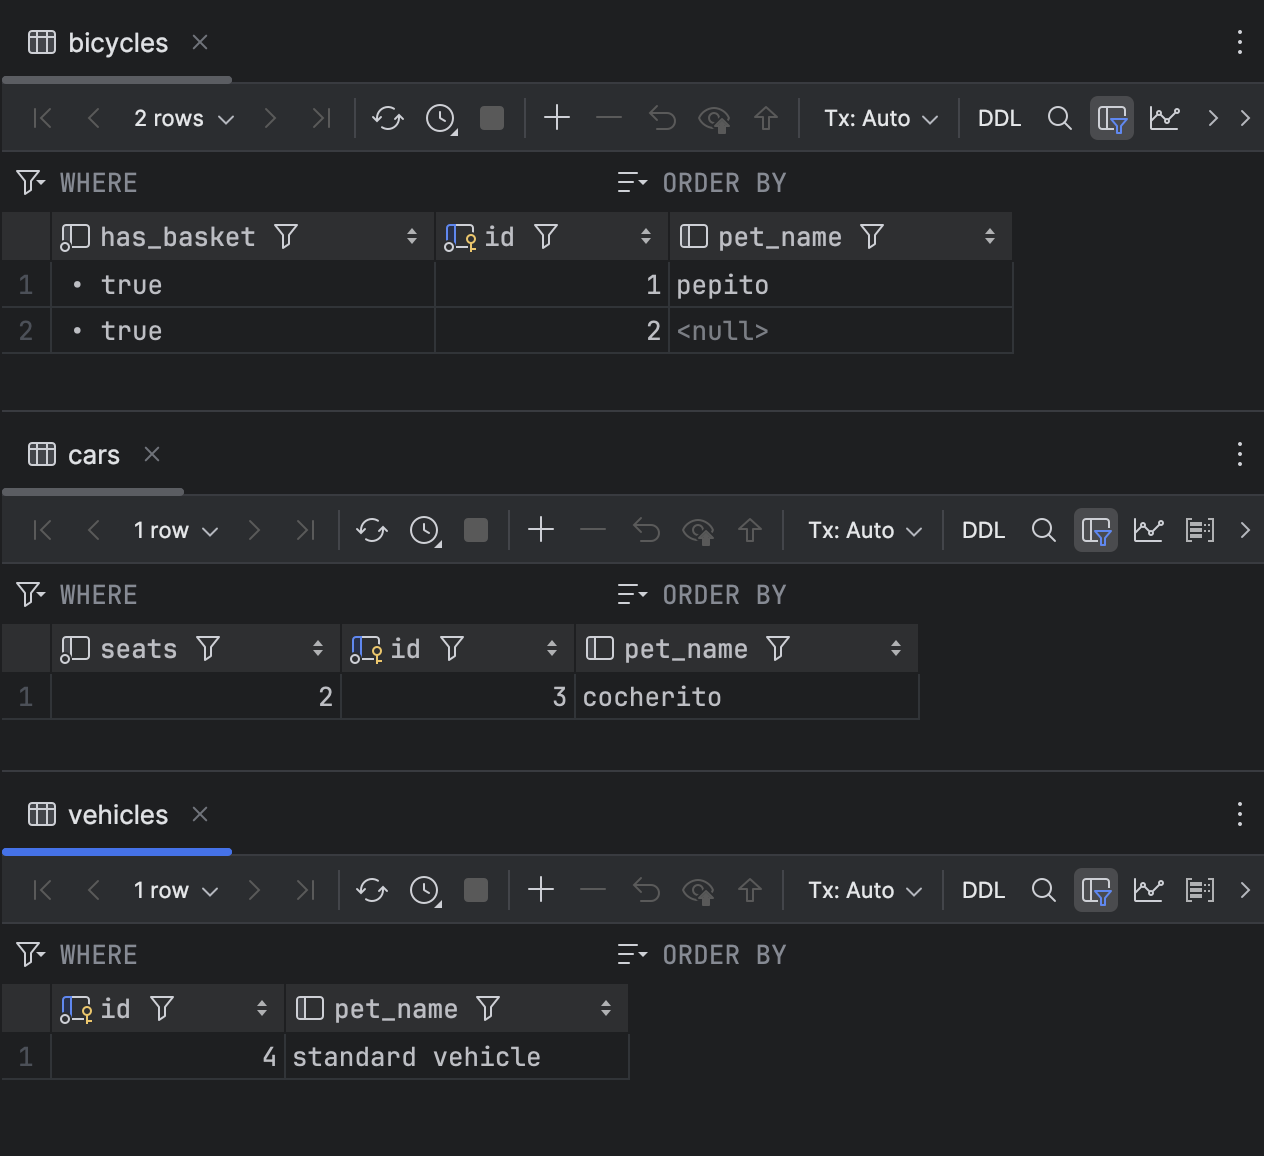 bicycles
2 rows Tx: Auto DDL
WHERE ORDER BY
has_basket id pet_name
1 • true 1 pepito
2 • true 2 <null>
cars
1 row Tx: Auto DDL
WHERE ORDER BY
seats id pet_name
1 2 3 cocherito
vehicles
1 row Tx: Auto DDL
WHERE ORDER BY
id pet_name
1 4 standard vehicle